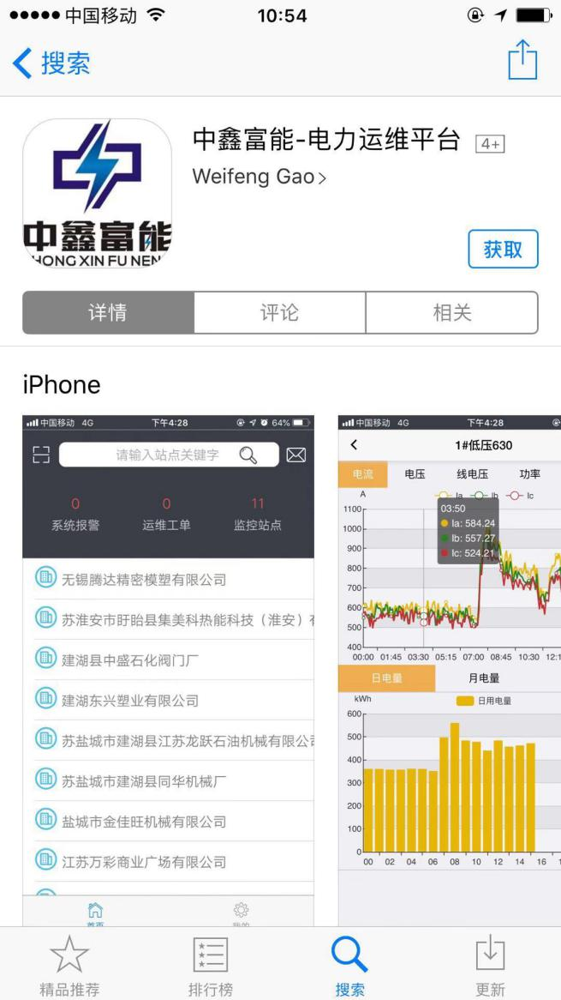 中国移动 10:54
搜索
中鑫富能-电力运维平台 4+
Weifeng Gao
获取
中鑫富能
HONG XIN FU NEN
详情 评论 相关
iPhone
中国移动 4G 下午4:28 64%
请输入站点关键字
0 0 11
系统报警 运维工单 监控站点
无锡腾达精密模塑有限公司
苏淮安市盱眙县集美科热能科技（淮安）有
建湖县中盛石化阀门厂
建湖东兴塑业有限公司
苏盐城市建湖县江苏龙跃石油机械有限公司
苏盐城市建湖县同华机械厂
盐城市金佳旺机械有限公司
江苏万彩商业广场有限公司
首页
中国移动 4G 下午4:28
1#低压630
电流 电压 线电压 功率
A Ia Ib Ic
03:50
Ia: 584.24
Ib: 557.27
Ic: 524.21
1100
1000
900
800
700
600
500
400
00:00 01:45 03:30 05:15 07:00 08:45 10:30 12:1
日电量 月电量
kWh 日用电量
600
500
400
300
200
100
0
00 02 04 06 08 10 12 14 16
精品推荐 排行榜 搜索 更新